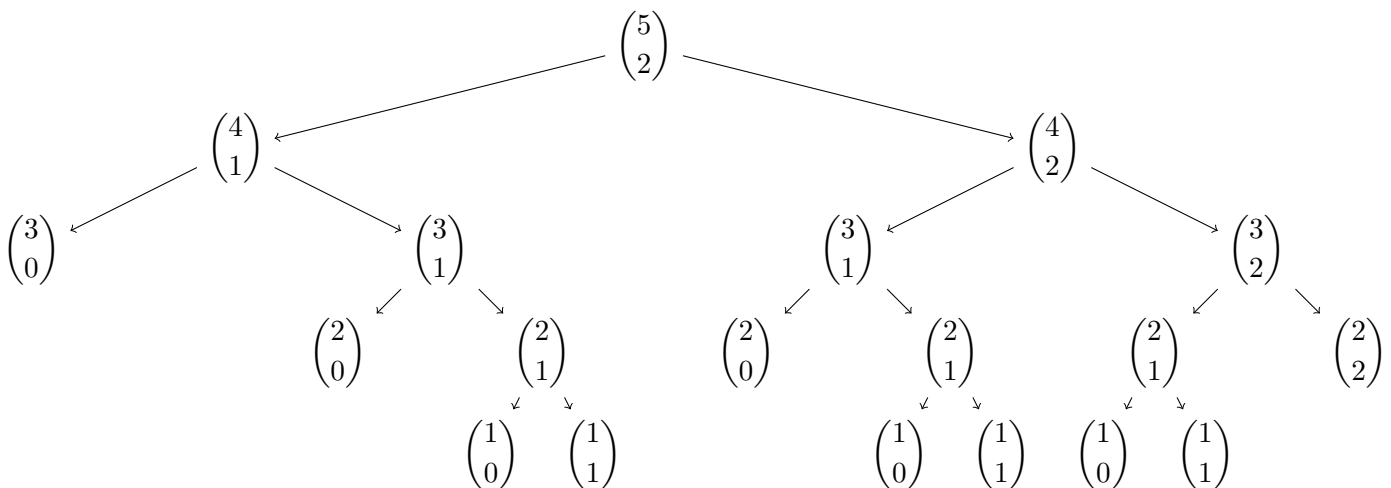 (5 2)
(4 1) (4 2)
(3 0) (3 1) (3 1) (3 2)
(2 0) (2 1) (2 0) (2 1) (2 1) (2 2)
(1 0) (1 1) (1 0) (1 1) (1 0) (1 1)